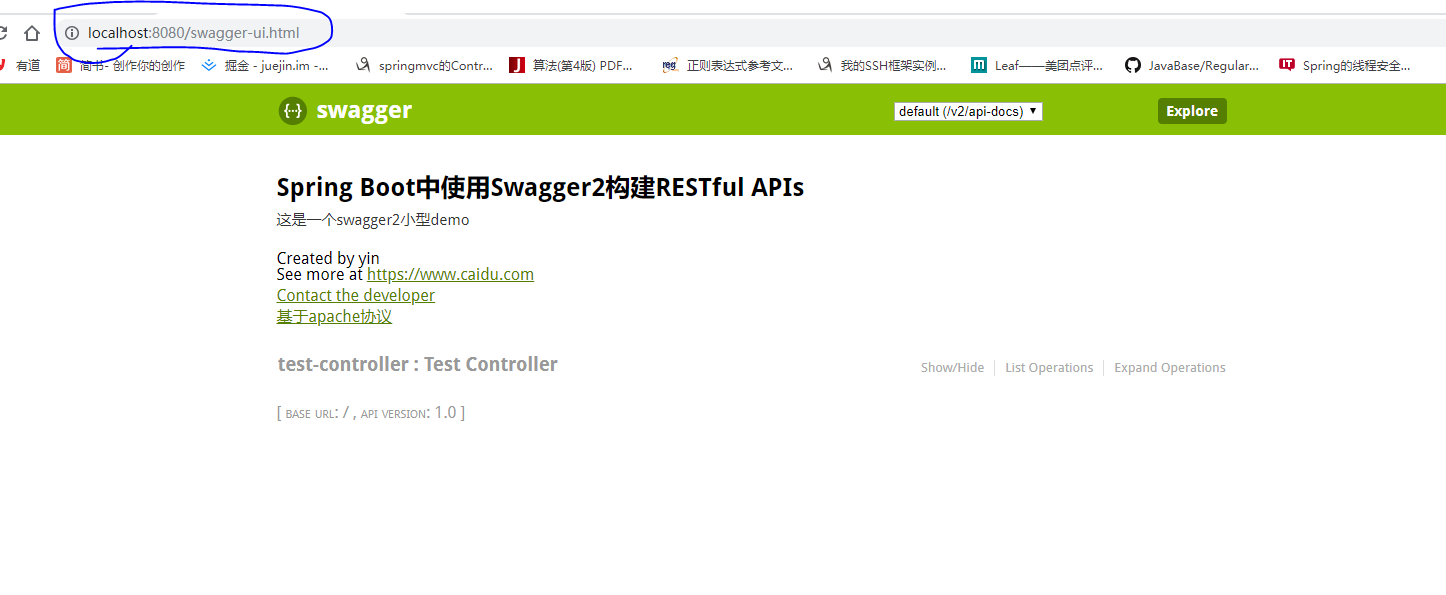 localhost:8080/swagger-ui.html
有道 简 简书- 创作你的创作 掘金 - juejin.im -... springmvc的Contr... J 算法(第4版) PDF... reg 正则表达式参考文... 我的SSH框架实例... m Leaf——美团点评... JavaBase/Regular... IT Spring的线程安全...
{··} swagger default (/v2/api-docs) Explore
Spring Boot中使用Swagger2构建RESTful APIs
这是一个swagger2小型demo
Created by yin
See more at https://www.caidu.com
Contact the developer
基于apache协议
test-controller : Test Controller Show/Hide List Operations Expand Operations
[ BASE URL: / , API VERSION: 1.0 ]